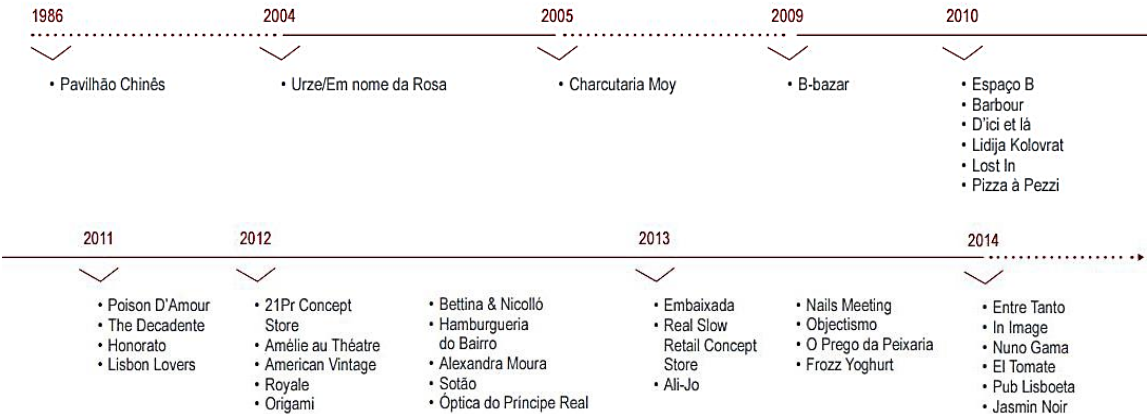 1986
2004
2005
2009
2010
• Pavilhão Chinês
• Urze/Em nome da Rosa
• Charcutaria Moy
• B-bazar
• Espaço B
• Barbour
• D'ici et lá
• Lidija Kolovrat
• Lost In
• Pizza à Pezzi
2011
2012
2013
2014
• Poison D'Amour
• The Decadente
• Honorato
• Lisbon Lovers
• 21Pr Concept
Store
• Amélie au Théatre
• American Vintage
• Royale
• Origami
• Bettina & Nicolló
• Hamburgueria
do Bairro
• Alexandra Moura
• Sotão
• Óptica do Príncipe Real
• Embaixada
• Real Slow
Retail Concept
Store
• Ali-Jo
• Nails Meeting
• Objectismo
• O Prego da Peixaria
• Frozz Yoghurt
• Entre Tanto
• In Image
• Nuno Gama
• El Tomate
• Pub Lisboeta
• Jasmin Noir